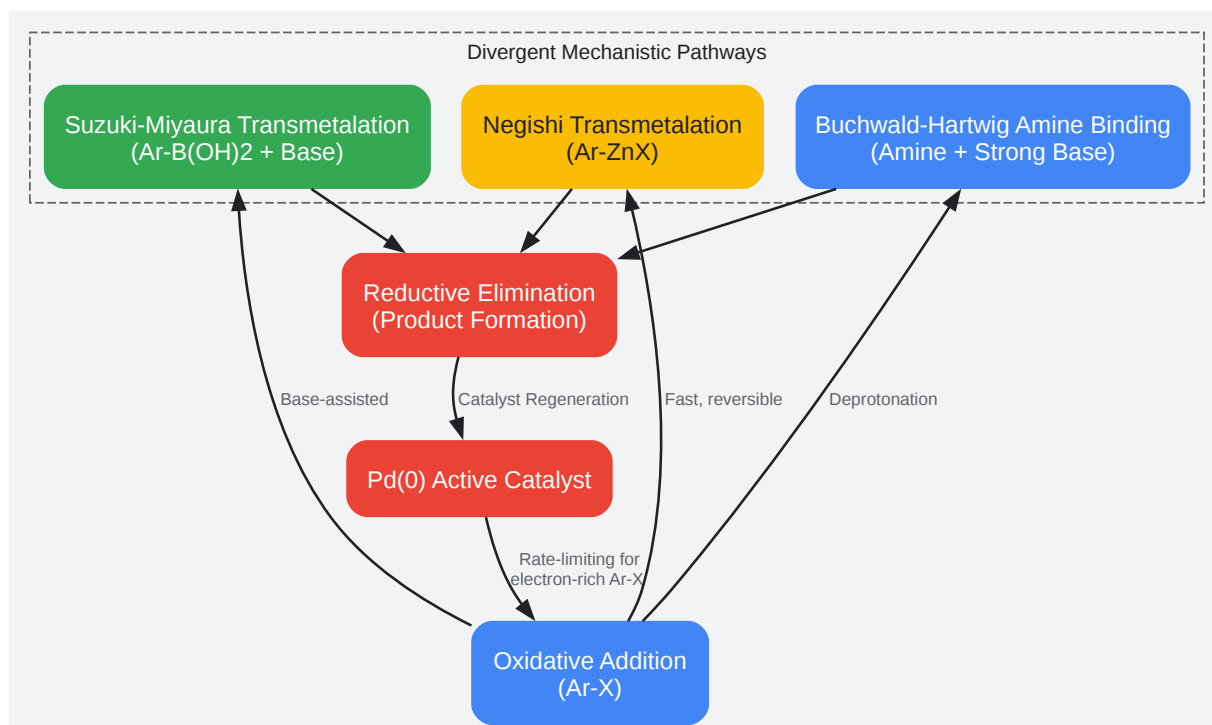 Divergent Mechanistic Pathways
Suzuki-Miyaura Transmetalation
(Ar-B(OH)2 + Base)
Negishi Transmetalation
(Ar-ZnX)
Buchwald-Hartwig Amine Binding
(Amine + Strong Base)
Reductive Elimination
(Product Formation)
Base-assisted
Catalyst Regeneration
Fast, reversible
Deprotonation
Pd(0) Active Catalyst
Rate-limiting for
electron-rich Ar-X
Oxidative Addition
(Ar-X)